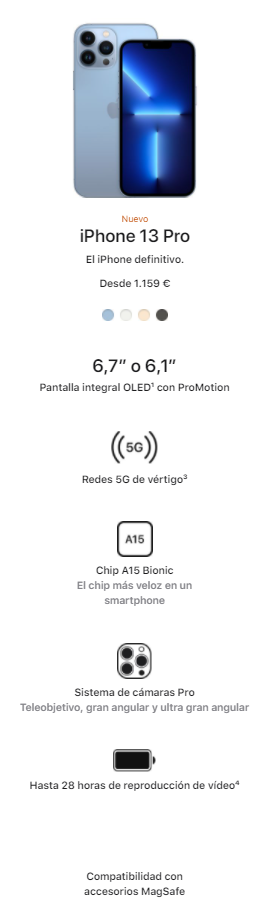 Nuevo
iPhone 13 Pro
El iPhone definitivo.
Desde 1.159 €
6,7″ o 6,1″
Pantalla integral OLED¹ con ProMotion
5G
Redes 5G de vértigo³
A15
Chip A15 Bionic
El chip más veloz en un
smartphone
Sistema de cámaras Pro
Teleobjetivo, gran angular y ultra gran angular
Hasta 28 horas de reproducción de vídeo⁴
Compatibilidad con
accesorios MagSafe